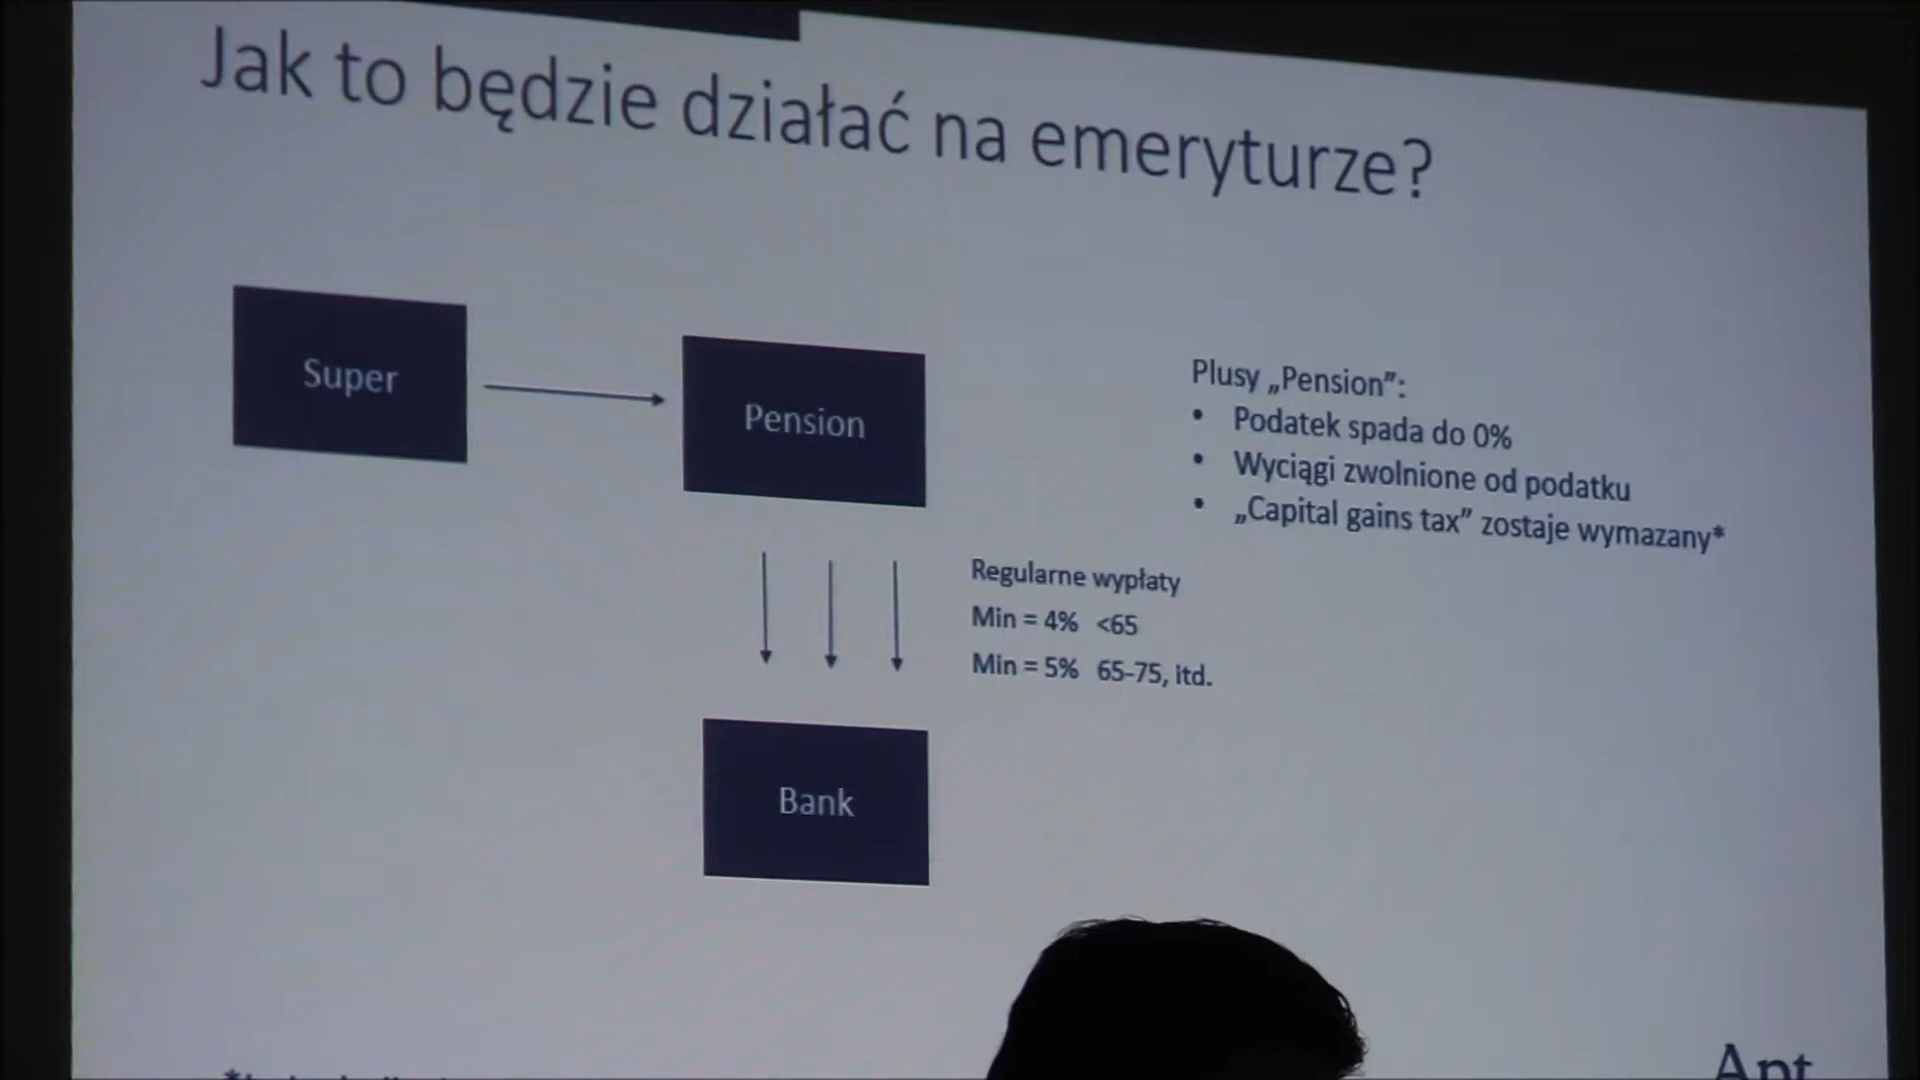 Jak to będzie działać na emeryturze?
Super
Pension
Plusy „Pension”:
• Podatek spada do 0%
• Wyciągi zwolnione od podatku
• „Capital gains tax” zostaje wymazany*
Regularne wypłaty
Min = 4% <65
Min = 5% 65-75, itd.
Bank